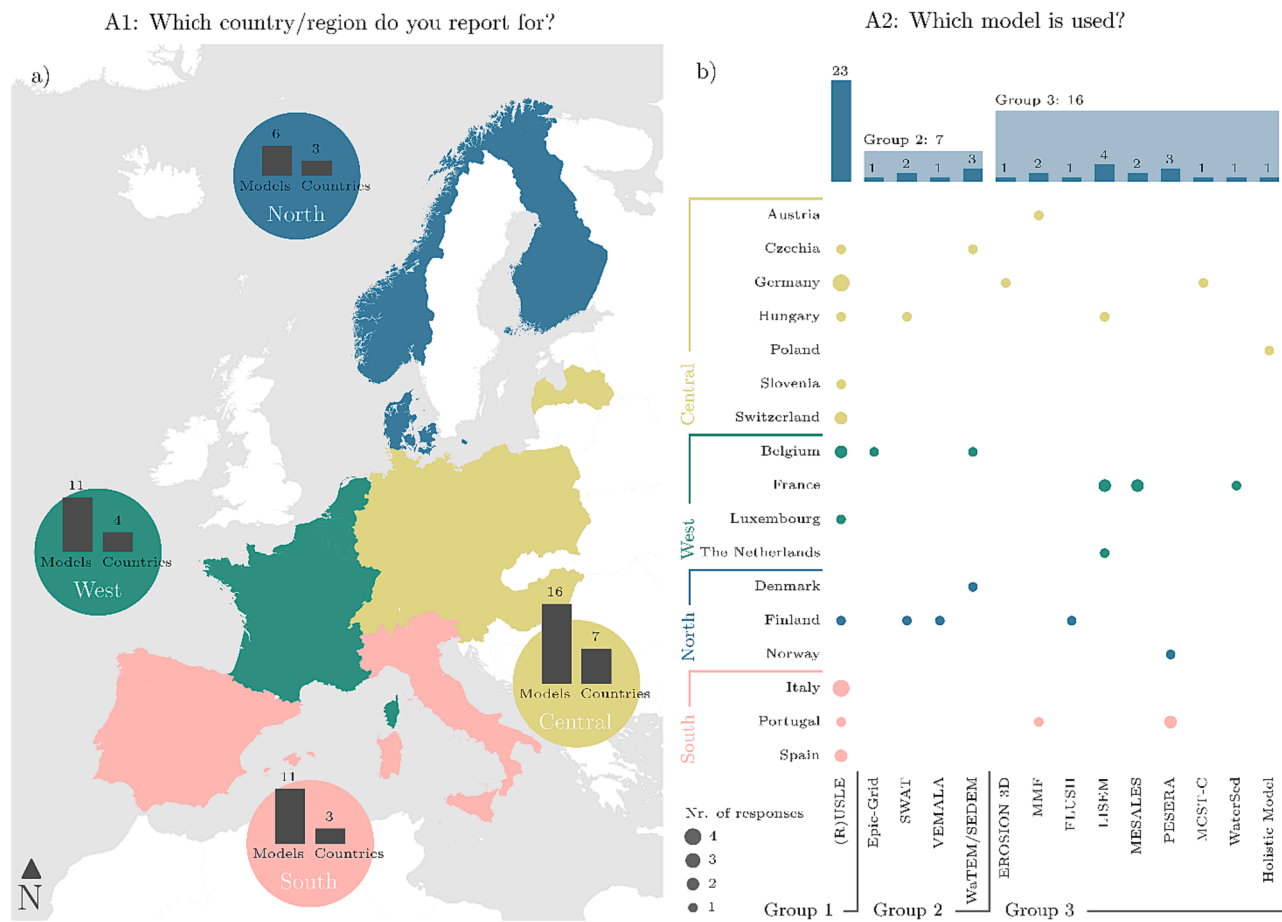 A1: Which country/region do you report for?
a)
6
3
Models Countries
North
11
4
Models Countries
West
16
7
Models Countries
Central
11
3
Models Countries
South
N
A2: Which model is used?
b)
23
Group 2: 7
1 2 1 3
Group 3: 16
1 2 1 4 2 3 1 1 1
Central
Austria
Czechia
Germany
Hungary
Poland
Slovenia
Switzerland
West
Belgium
France
Luxembourg
The Netherlands
North
Denmark
Finland
Norway
South
Italy
Portugal
Spain
Nr. of responses
4
3
2
1
(R)USLE
Epic-Grid
SWAT
VEMALA
WaTEM/SEDEM
EROSION 3D
MMF
FLUSH
LISEM
MESALES
PESERA
MCST-C
WaterSed
Holistic Model
Group 1
Group 2
Group 3